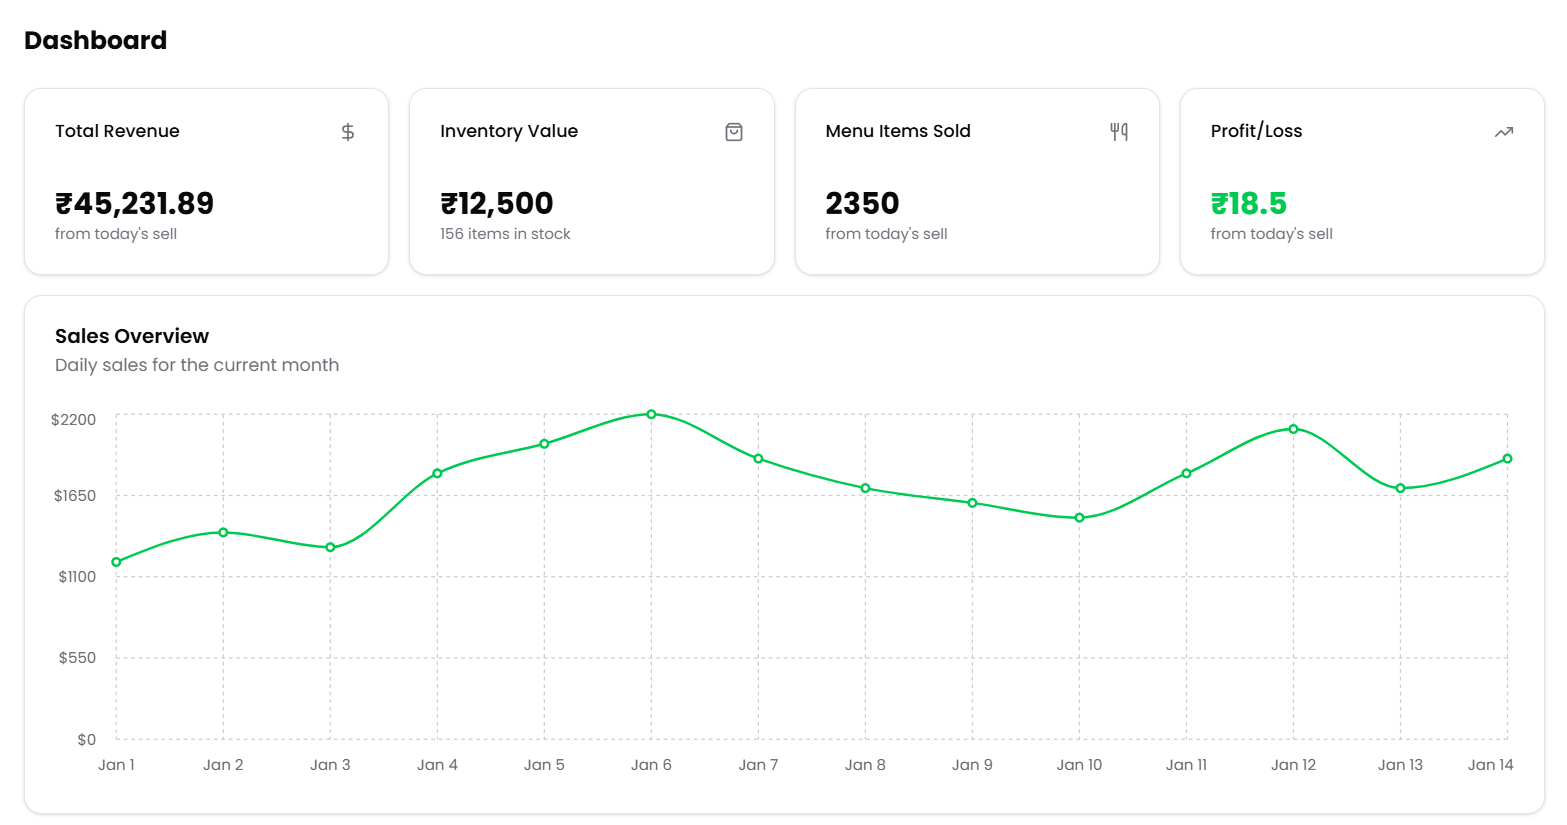 Dashboard
Total Revenue
₹45,231.89
from today's sell
Inventory Value
₹12,500
156 items in stock
Menu Items Sold
2350
from today's sell
Profit/Loss
₹18.5
from today's sell
Sales Overview
Daily sales for the current month
$2200
$1650
$1100
$550
$0
Jan 1 Jan 2 Jan 3 Jan 4 Jan 5 Jan 6 Jan 7 Jan 8 Jan 9 Jan 10 Jan 11 Jan 12 Jan 13 Jan 14